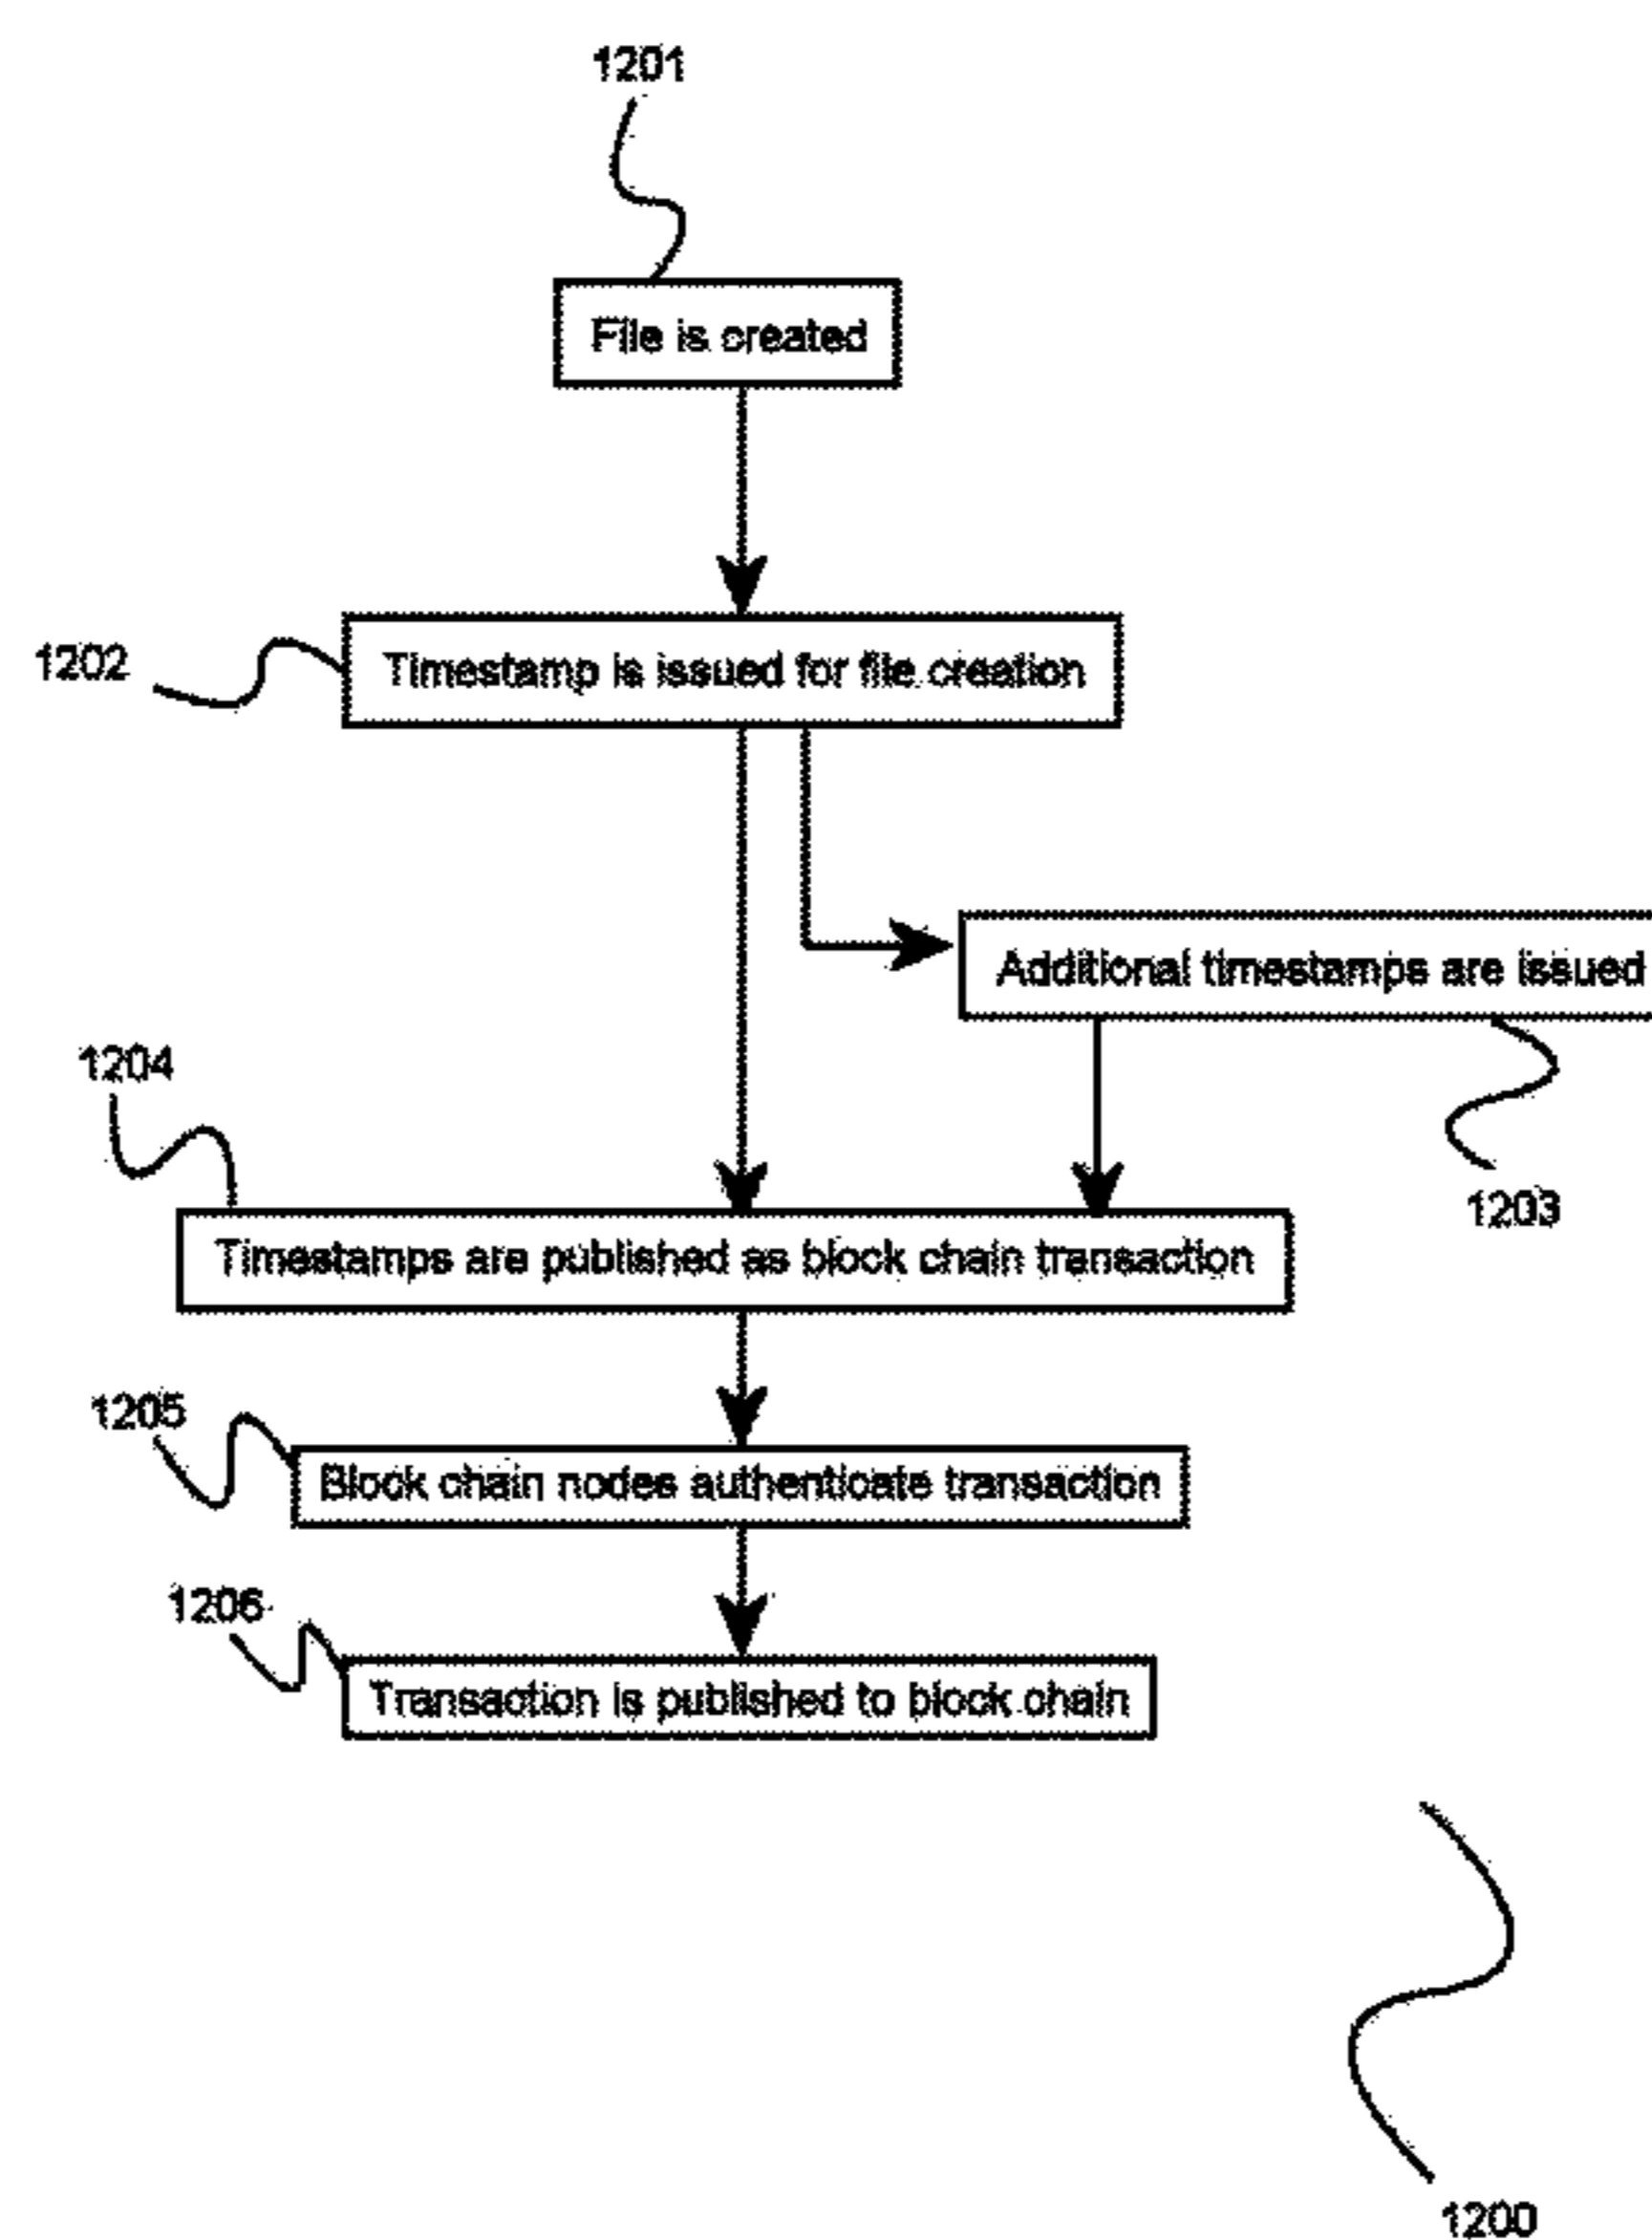 1201
File is created
1202
Timestamp is issued for file creation
Additional timestamps are issued
1203
1204
Timestamps are published as block chain transaction
1205
Block chain nodes authenticate transaction
1206
Transaction is published to block chain
1200